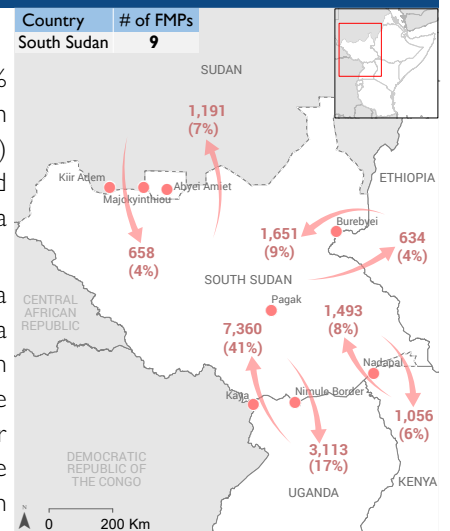 Country # of FMPs
South Sudan 9
SUDAN
1,191
(7%)
ETHIOPIA
Kiir Adem
Abyei Amiet
Majokyinthiou
Burebyei
658
(4%)
1,651
(9%)
634
(4%)
SOUTH SUDAN
CENTRAL
AFRICAN
REPUBLIC
Pagak
7,360
(41%)
1,493
(8%)
Nadapal
Kaya
Nimule Border
1,056
(6%)
3,113
(17%)
DEMOCRATIC
REPUBLIC OF
THE CONGO
UGANDA
KENYA
N
0 200 Km